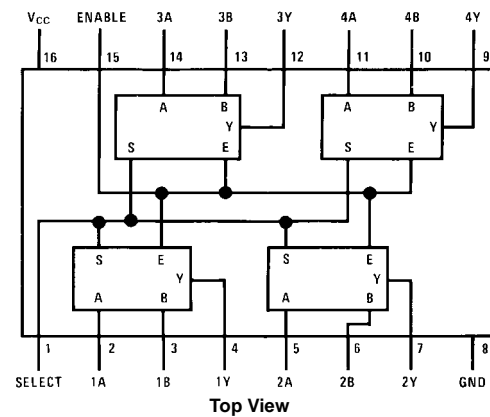 VCC ENABLE 3A 3B 3Y 4A 4B 4Y
16 15 14 13 12 11 10 9
A B A B
Y Y
S E S E
S E S E
Y Y
A B A B
1 2 3 4 5 6 7 8
SELECT 1A 1B 1Y 2A 2B 2Y GND
Top View